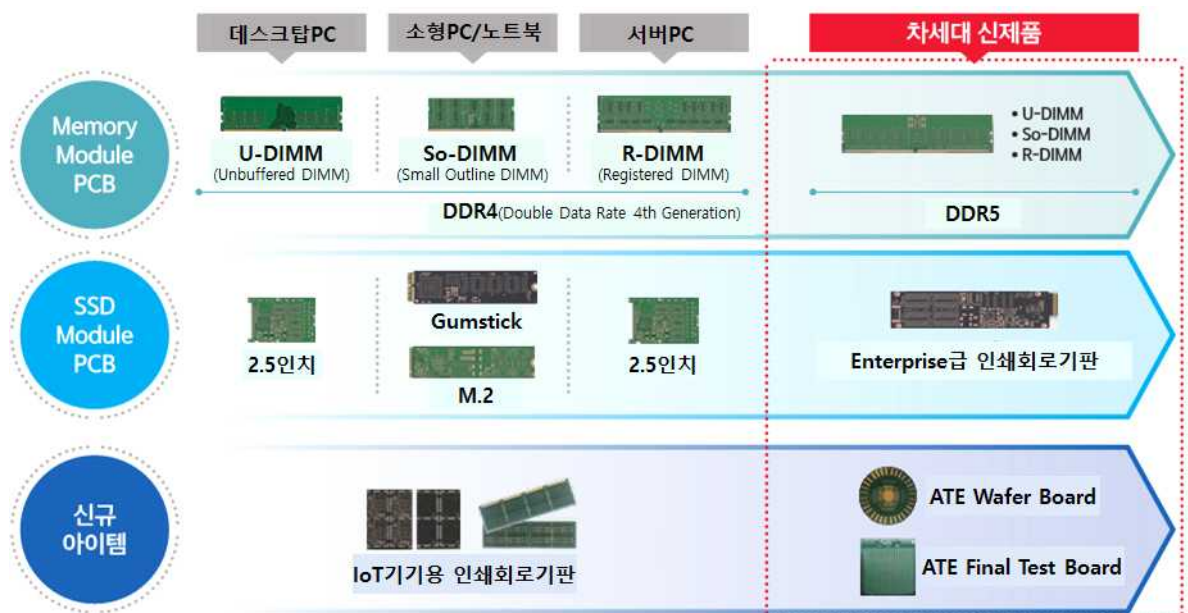 데스크탑PC
소형PC/노트북
서버PC
차세대 신제품
Memory
Module
PCB
U-DIMM
(Unbuffered DIMM)
So-DIMM
(Small Outline DIMM)
R-DIMM
(Registered DIMM)
DDR4(Double Data Rate 4th Generation)
• U-DIMM
• So-DIMM
• R-DIMM
DDR5
SSD
Module
PCB
2.5인치
Gumstick
M.2
2.5인치
Enterprise급 인쇄회로기판
신규
아이템
IoT기기용 인쇄회로기판
ATE Wafer Board
ATE Final Test Board